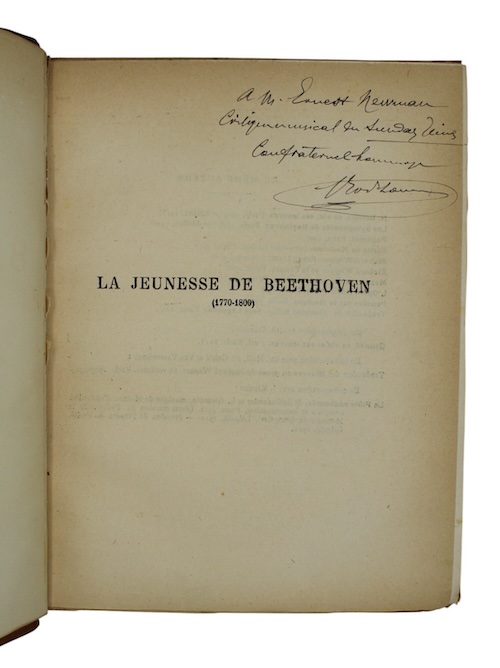 A M. Ernest Newman
Critique musical du Sunday Times
Confraternel hommage
LA JEUNESSE DE BEETHOVEN
(1770-1800)